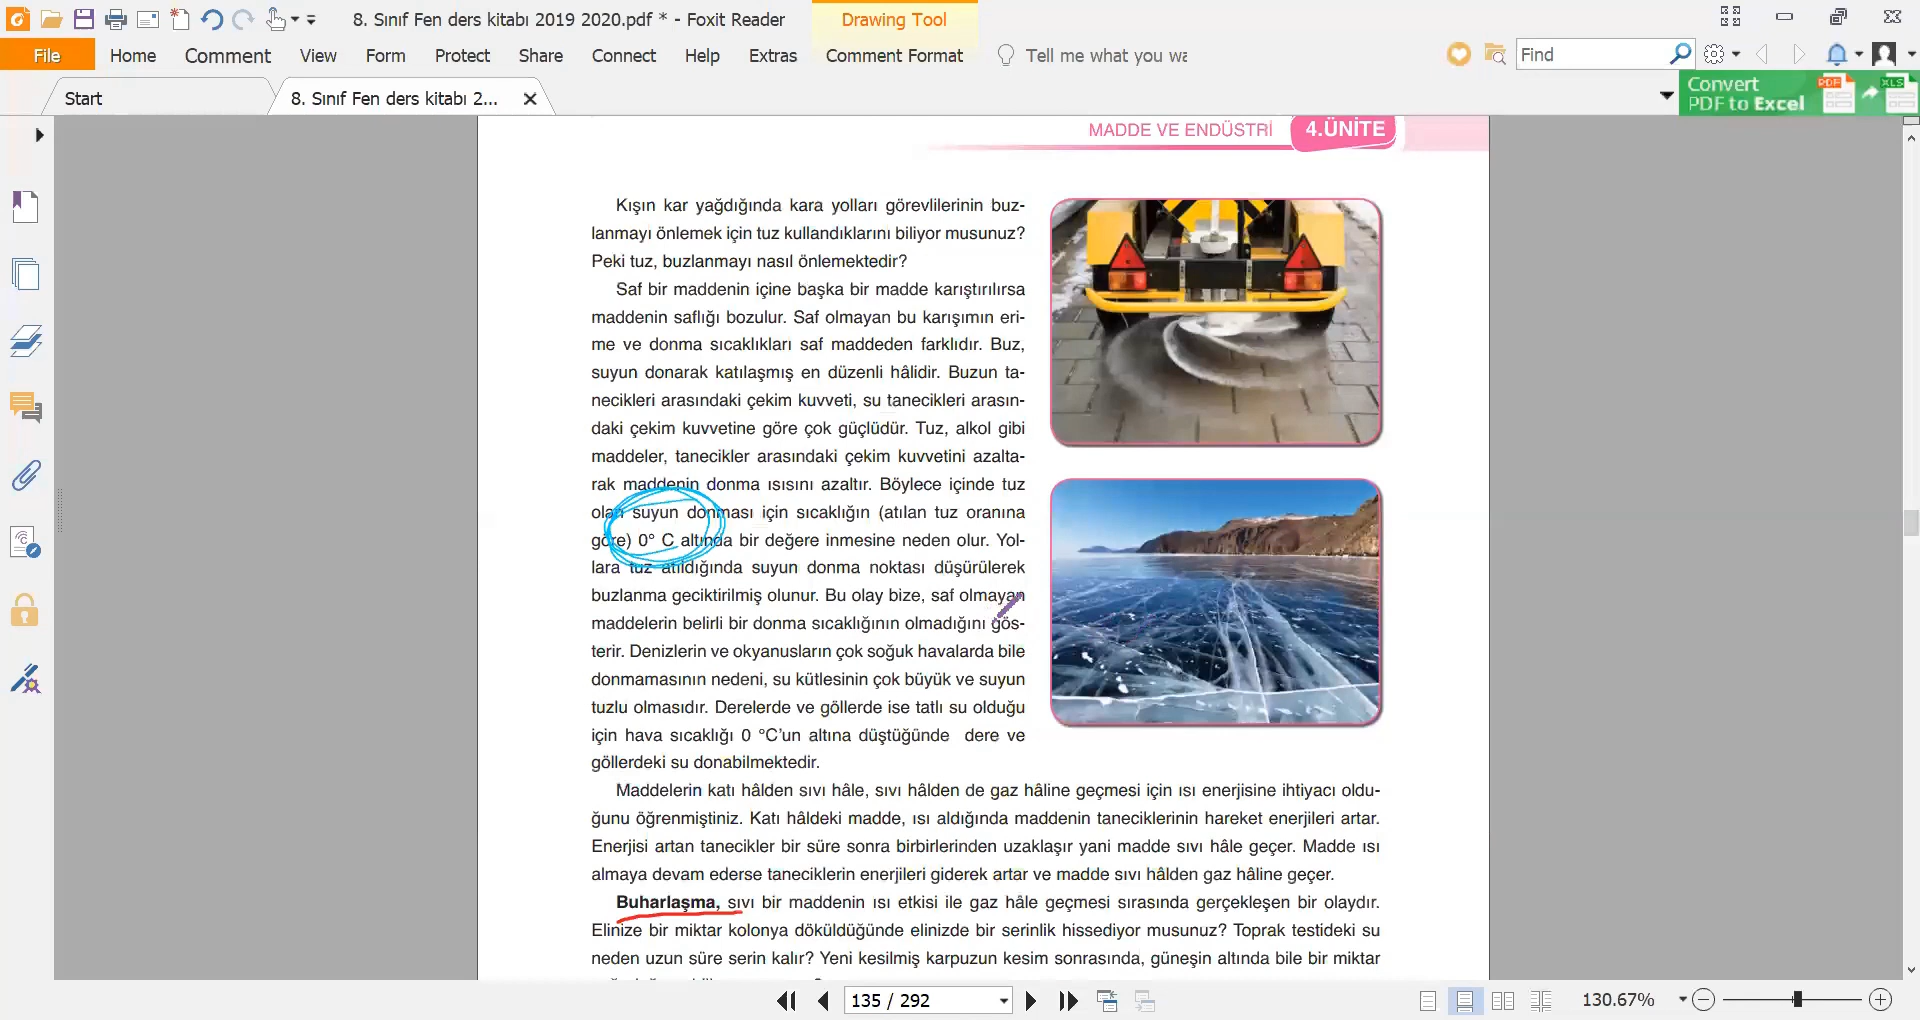 8. Sınıf Fen ders kitabı 2019 2020.pdf * - Foxit Reader
Drawing Tool
File Home Comment View Form Protect Share Connect Help Extras Comment Format Tell me what you wa Find
Start
8. Sınıf Fen ders kitabı 2...
Convert
PDF to Excel
PDF
XLS
MADDE VE ENDÜSTRİ 4.ÜNİTE
Kışın kar yağdığında kara yolları görevlilerinin buz-
lanmayı önlemek için tuz kullandıklarını biliyor musunuz?
Peki tuz, buzlanmayı nasıl önlemektedir?
Saf bir maddenin içine başka bir madde karıştırılırsa
maddenin saflığı bozulur. Saf olmayan bu karışımın eri-
me ve donma sıcaklıkları saf maddeden farklıdır. Buz,
suyun donarak katılaşmış en düzenli hâlidir. Buzun ta-
necikleri arasındaki çekim kuvveti, su tanecikleri arasın-
daki çekim kuvvetine göre çok güçlüdür. Tuz, alkol gibi
maddeler, tanecikler arasındaki çekim kuvvetini azalta-
rak maddenin donma ısısını azaltır. Böylece içinde tuz
olan suyun donması için sıcaklığın (atılan tuz oranına
göre) 0° C altında bir değere inmesine neden olur. Yol-
lara tuz atıldığında suyun donma noktası düşürülerek
buzlanma geciktirilmiş olunur. Bu olay bize, saf olmayan
maddelerin belirli bir donma sıcaklığının olmadığını gös-
terir. Denizlerin ve okyanusların çok soğuk havalarda bile
donmamasının nedeni, su kütlesinin çok büyük ve suyun
tuzlu olmasıdır. Derelerde ve göllerde ise tatlı su olduğu
için hava sıcaklığı 0 °C’un altına düştüğünde dere ve
göllerdeki su donabilmektedir.
Maddelerin katı hâlden sıvı hâle, sıvı hâlden de gaz hâline geçmesi için ısı enerjisine ihtiyacı oldu-
ğunu öğrenmiştiniz. Katı hâldeki madde, ısı aldığında maddenin taneciklerinin hareket enerjileri artar.
Enerjisi artan tanecikler bir süre sonra birbirlerinden uzaklaşır yani madde sıvı hâle geçer. Madde ısı
almaya devam ederse taneciklerin enerjileri giderek artar ve madde sıvı hâlden gaz hâline geçer.
Buharlaşma, sıvı bir maddenin ısı etkisi ile gaz hâle geçmesi sırasında gerçekleşen bir olaydır.
Elinize bir miktar kolonya döküldüğünde elinizde bir serinlik hissediyor musunuz? Toprak testideki su
neden uzun süre serin kalır? Yeni kesilmiş karpuzun kesim sonrasında, güneşin altında bile bir miktar
135 / 292
130.67%